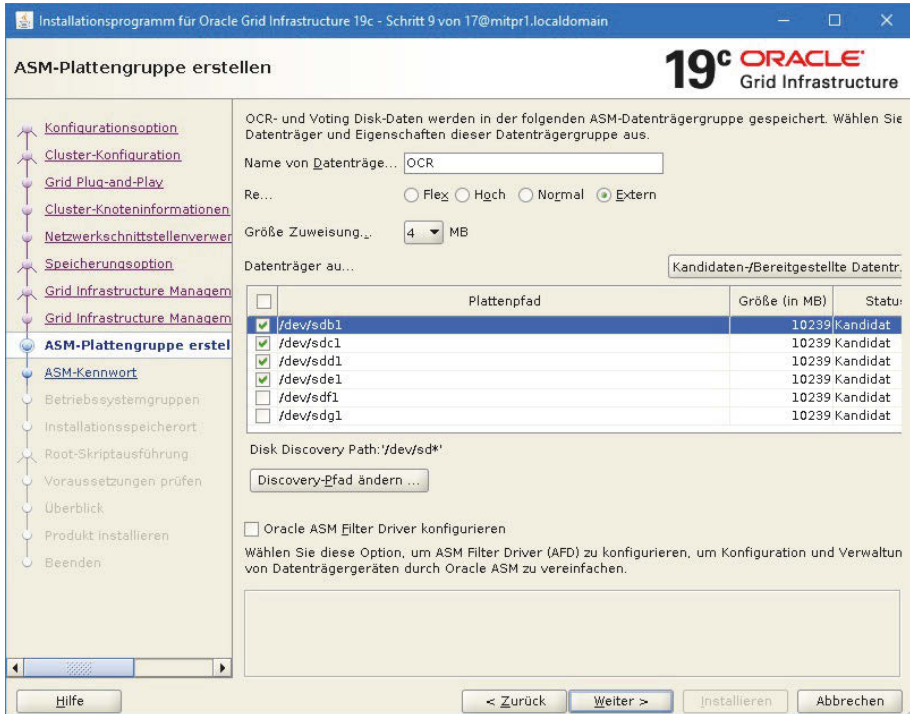 Installationsprogramm für Oracle Grid Infrastructure 19c - Schritt 9 von 17@mitpr1.localdomain
ASM-Plattengruppe erstellen
19c ORACLE
Grid Infrastructure
Konfigurationsoption
Cluster-Konfiguration
Grid Plug-and-Play
Cluster-Knoteninformationen
Netzwerkschnittstellenverwer
Speicherungsoption
Grid Infrastructure Managem
Grid Infrastructure Managem
ASM-Plattengruppe erstel
ASM-Kennwort
Betriebssystemgruppen
Installationsspeicherort
Root-Skriptausführung
Voraussetzungen prüfen
Überblick
Produkt installieren
Beenden
OCR- und Voting Disk-Daten werden in der folgenden ASM-Datenträgergruppe gespeichert. Wählen Sie
Datenträger und Eigenschaften dieser Datenträgergruppe aus.
Name von Datenträge... OCR
Re... Flex Hoch Normal Extern
Größe Zuweisung... 4 MB
Datenträger au... Kandidaten-/Bereitgestellte Datentr.
Plattenpfad Größe (in MB) Status
/dev/sdb1 10239 Kandidat
/dev/sdc1 10239 Kandidat
/dev/sdd1 10239 Kandidat
/dev/sde1 10239 Kandidat
/dev/sdf1 10239 Kandidat
/dev/sdg1 10239 Kandidat
Disk Discovery Path:'/dev/sd*'
Discovery-Pfad ändern ...
Oracle ASM Filter Driver konfigurieren
Wählen Sie diese Option, um ASM Filter Driver (AFD) zu konfigurieren, um Konfiguration und Verwaltun
von Datenträgergeräten durch Oracle ASM zu vereinfachen.
Hilfe < Zurück Weiter > Installieren Abbrechen